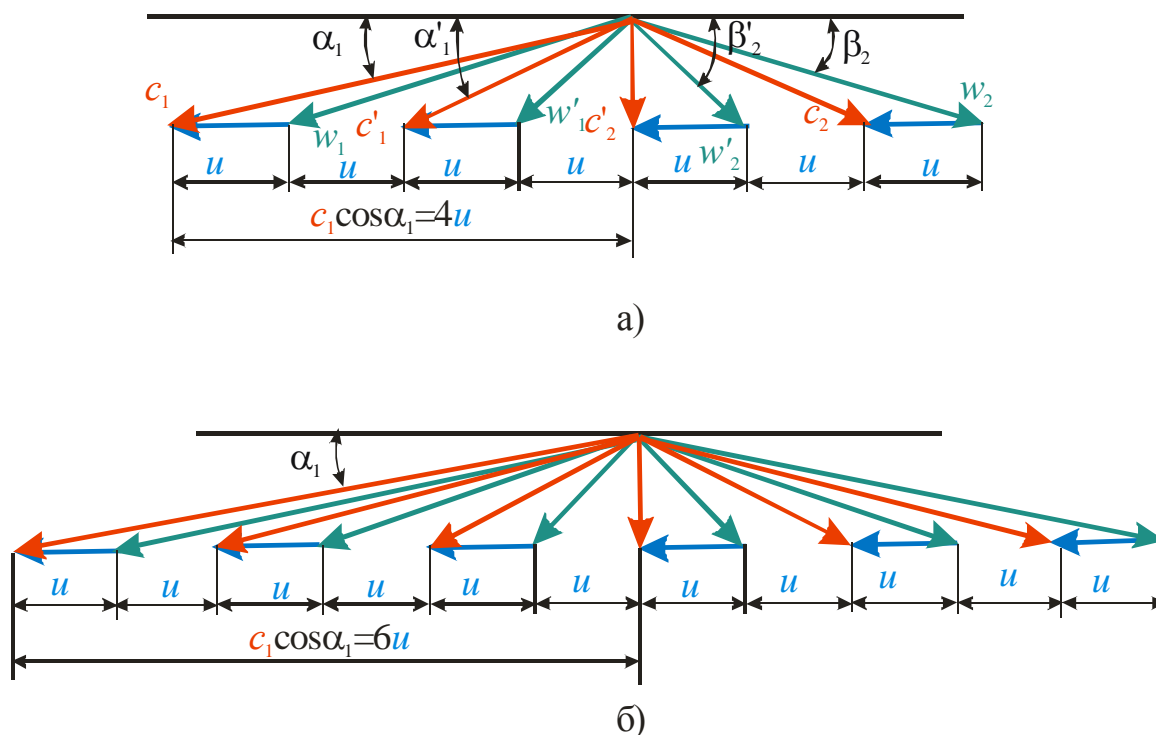 α₁ α'₁ β'₂ β₂
c₁ w₁ c'₁ w'₁ c'₂ w'₂ c₂ w₂
u u u u u u u
c₁cosα₁=4u
а)
α₁
u u u u u u u u u u u
c₁cosα₁=6u
б)